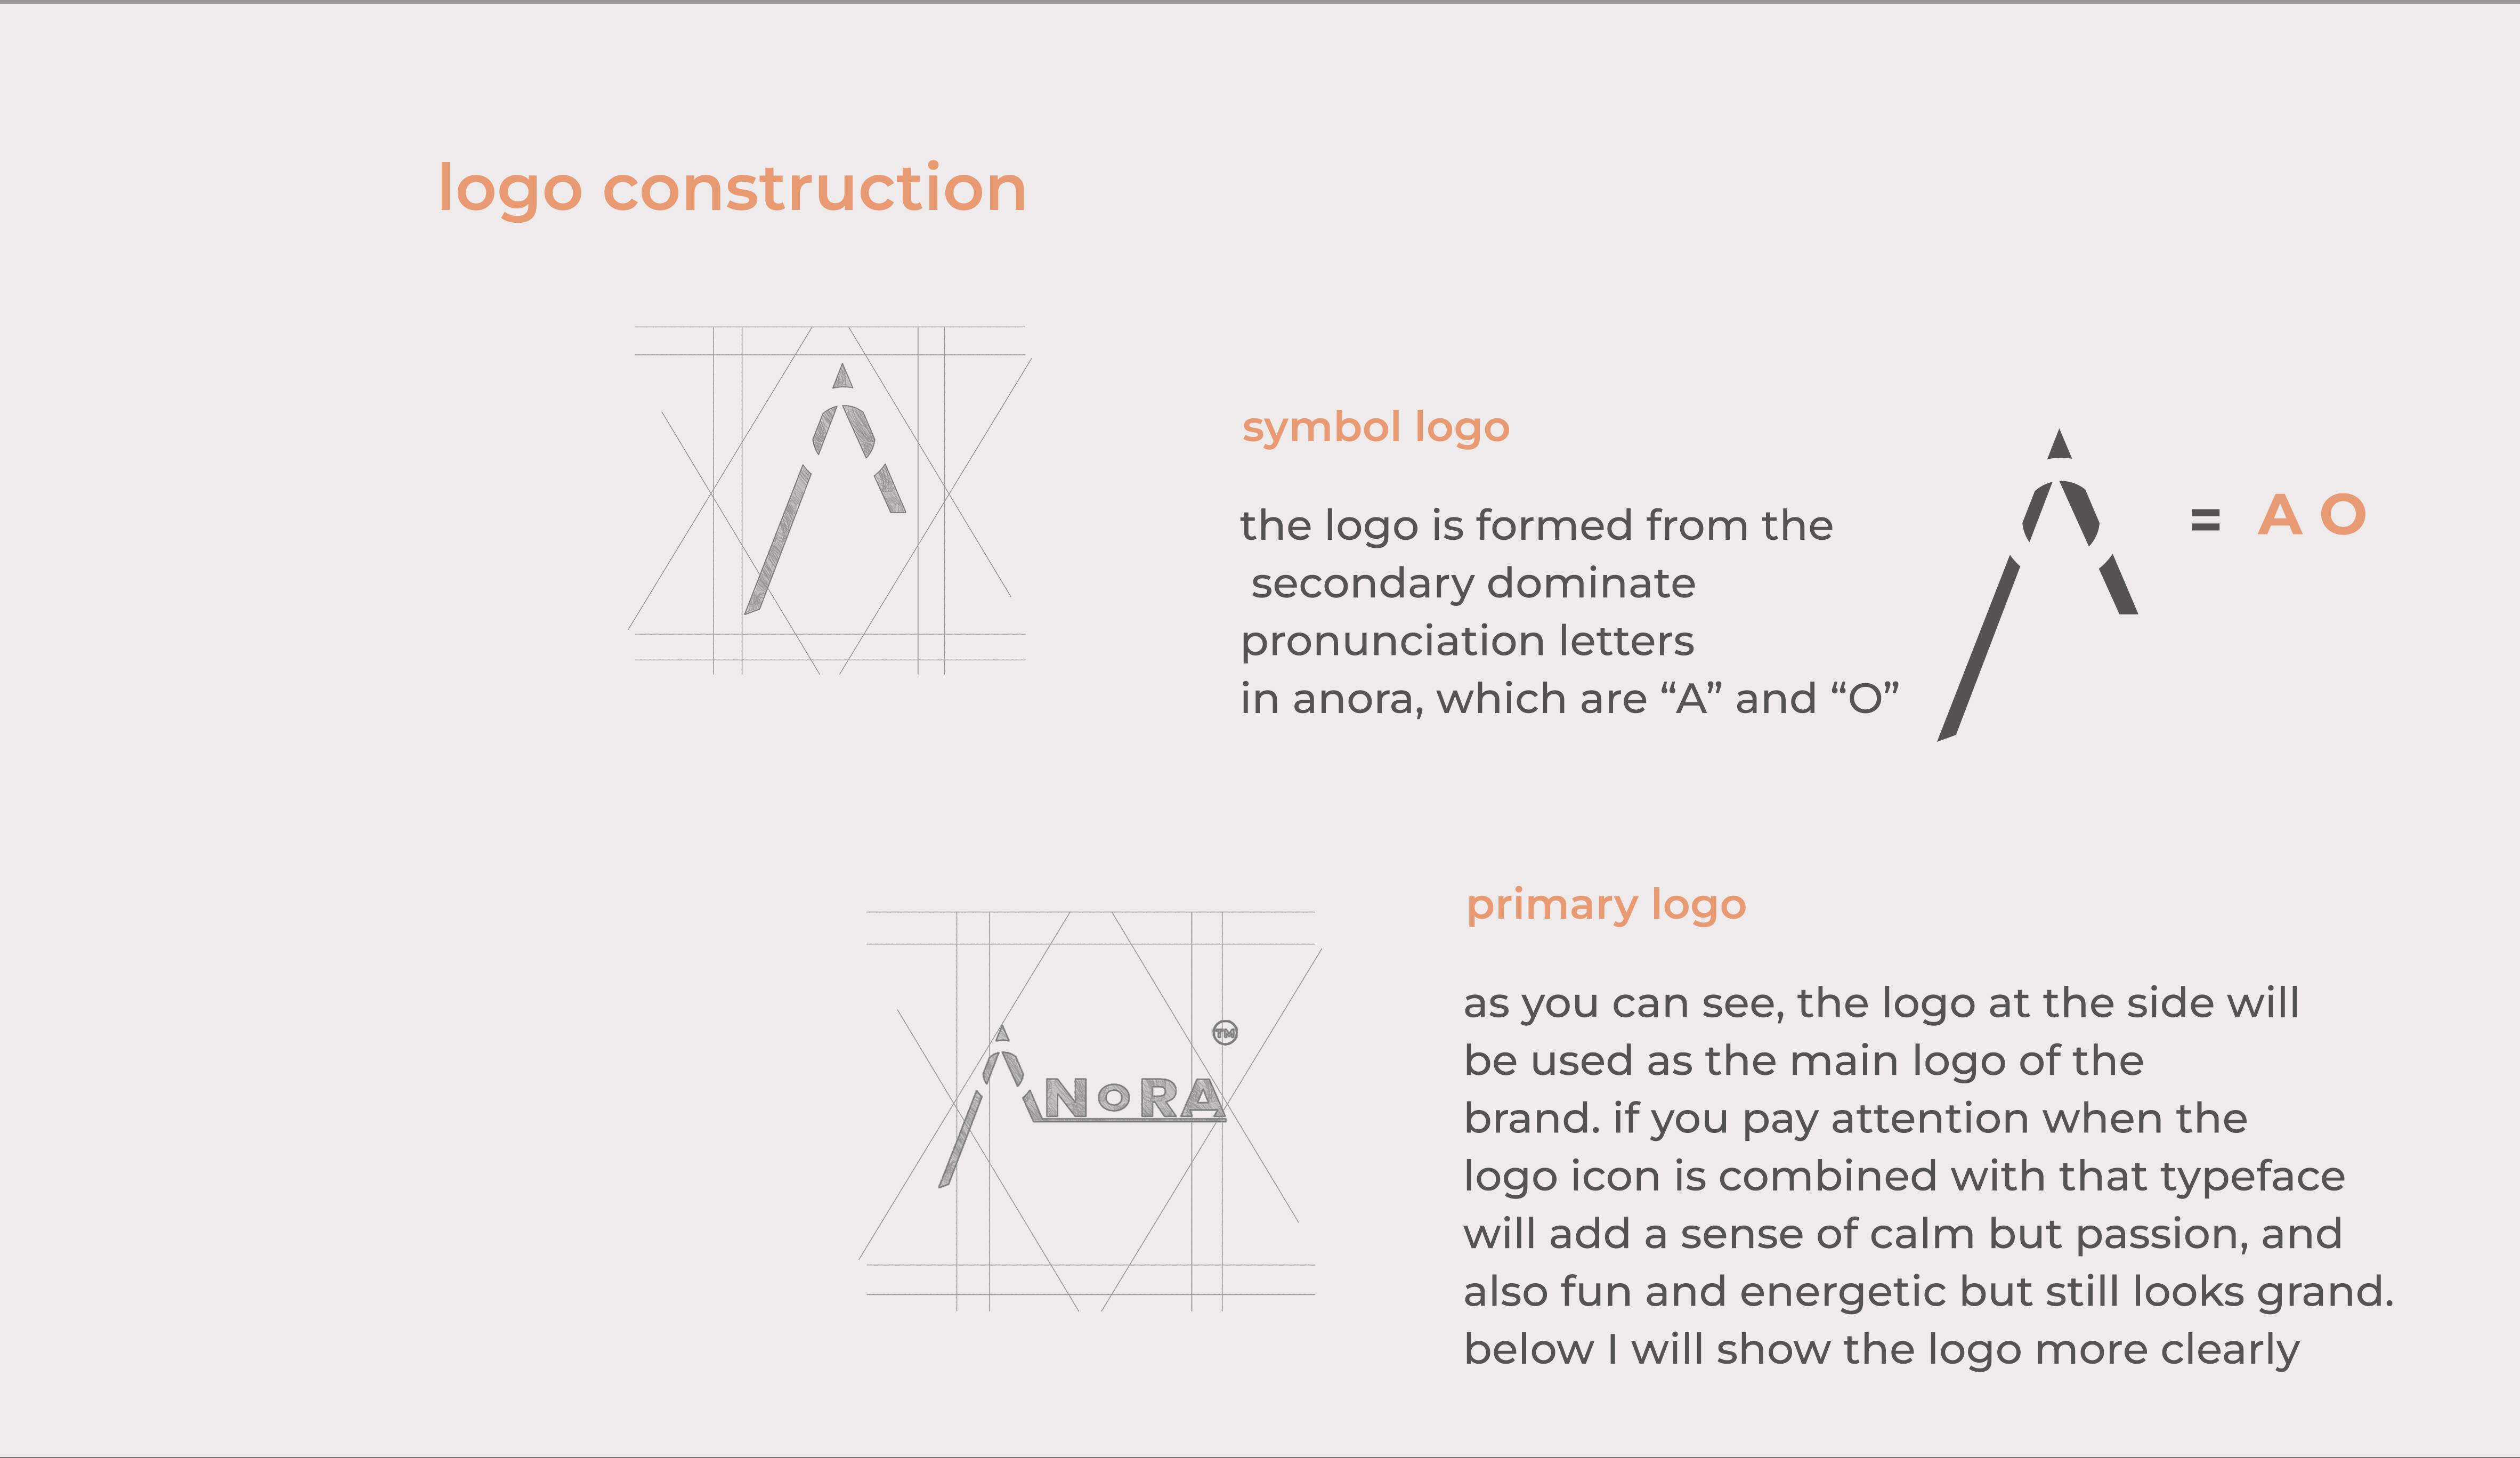 logo construction
symbol logo
the logo is formed from the
secondary dominate
pronunciation letters
in anora, which are “A” and “O”
= A O
primary logo
TM
NoRA
as you can see, the logo at the side will
be used as the main logo of the
brand. if you pay attention when the
logo icon is combined with that typeface
will add a sense of calm but passion, and
also fun and energetic but still looks grand.
below I will show the logo more clearly